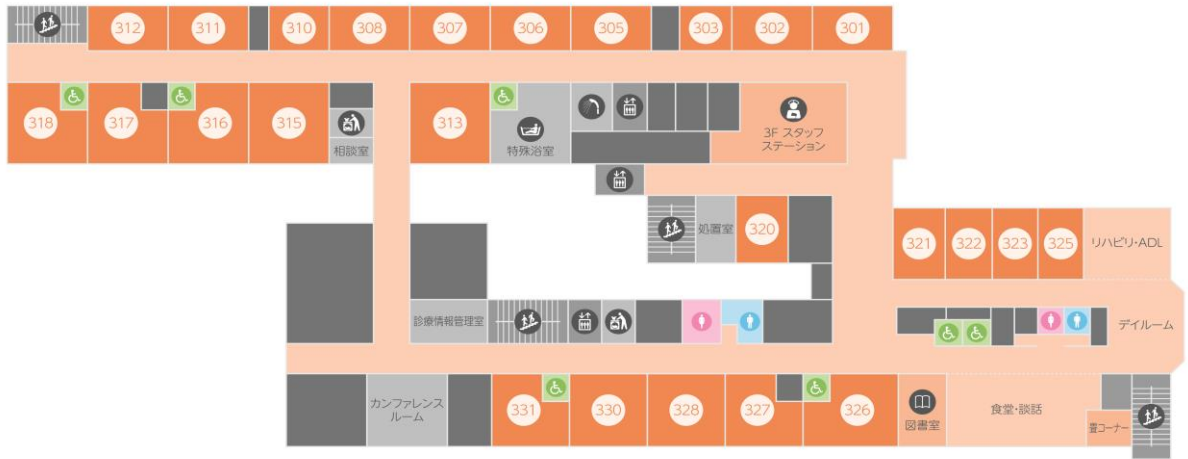 312
311
310
308
307
306
305
303
302
301
318
317
316
315
相談室
313
特殊浴室
3F スタッフ
ステーション
処置室
320
321
322
323
325
リハビリ・ADL
診療情報管理室
デイルーム
カンファレンス
ルーム
331
330
328
327
326
図書室
食堂・談話
畳コーナー